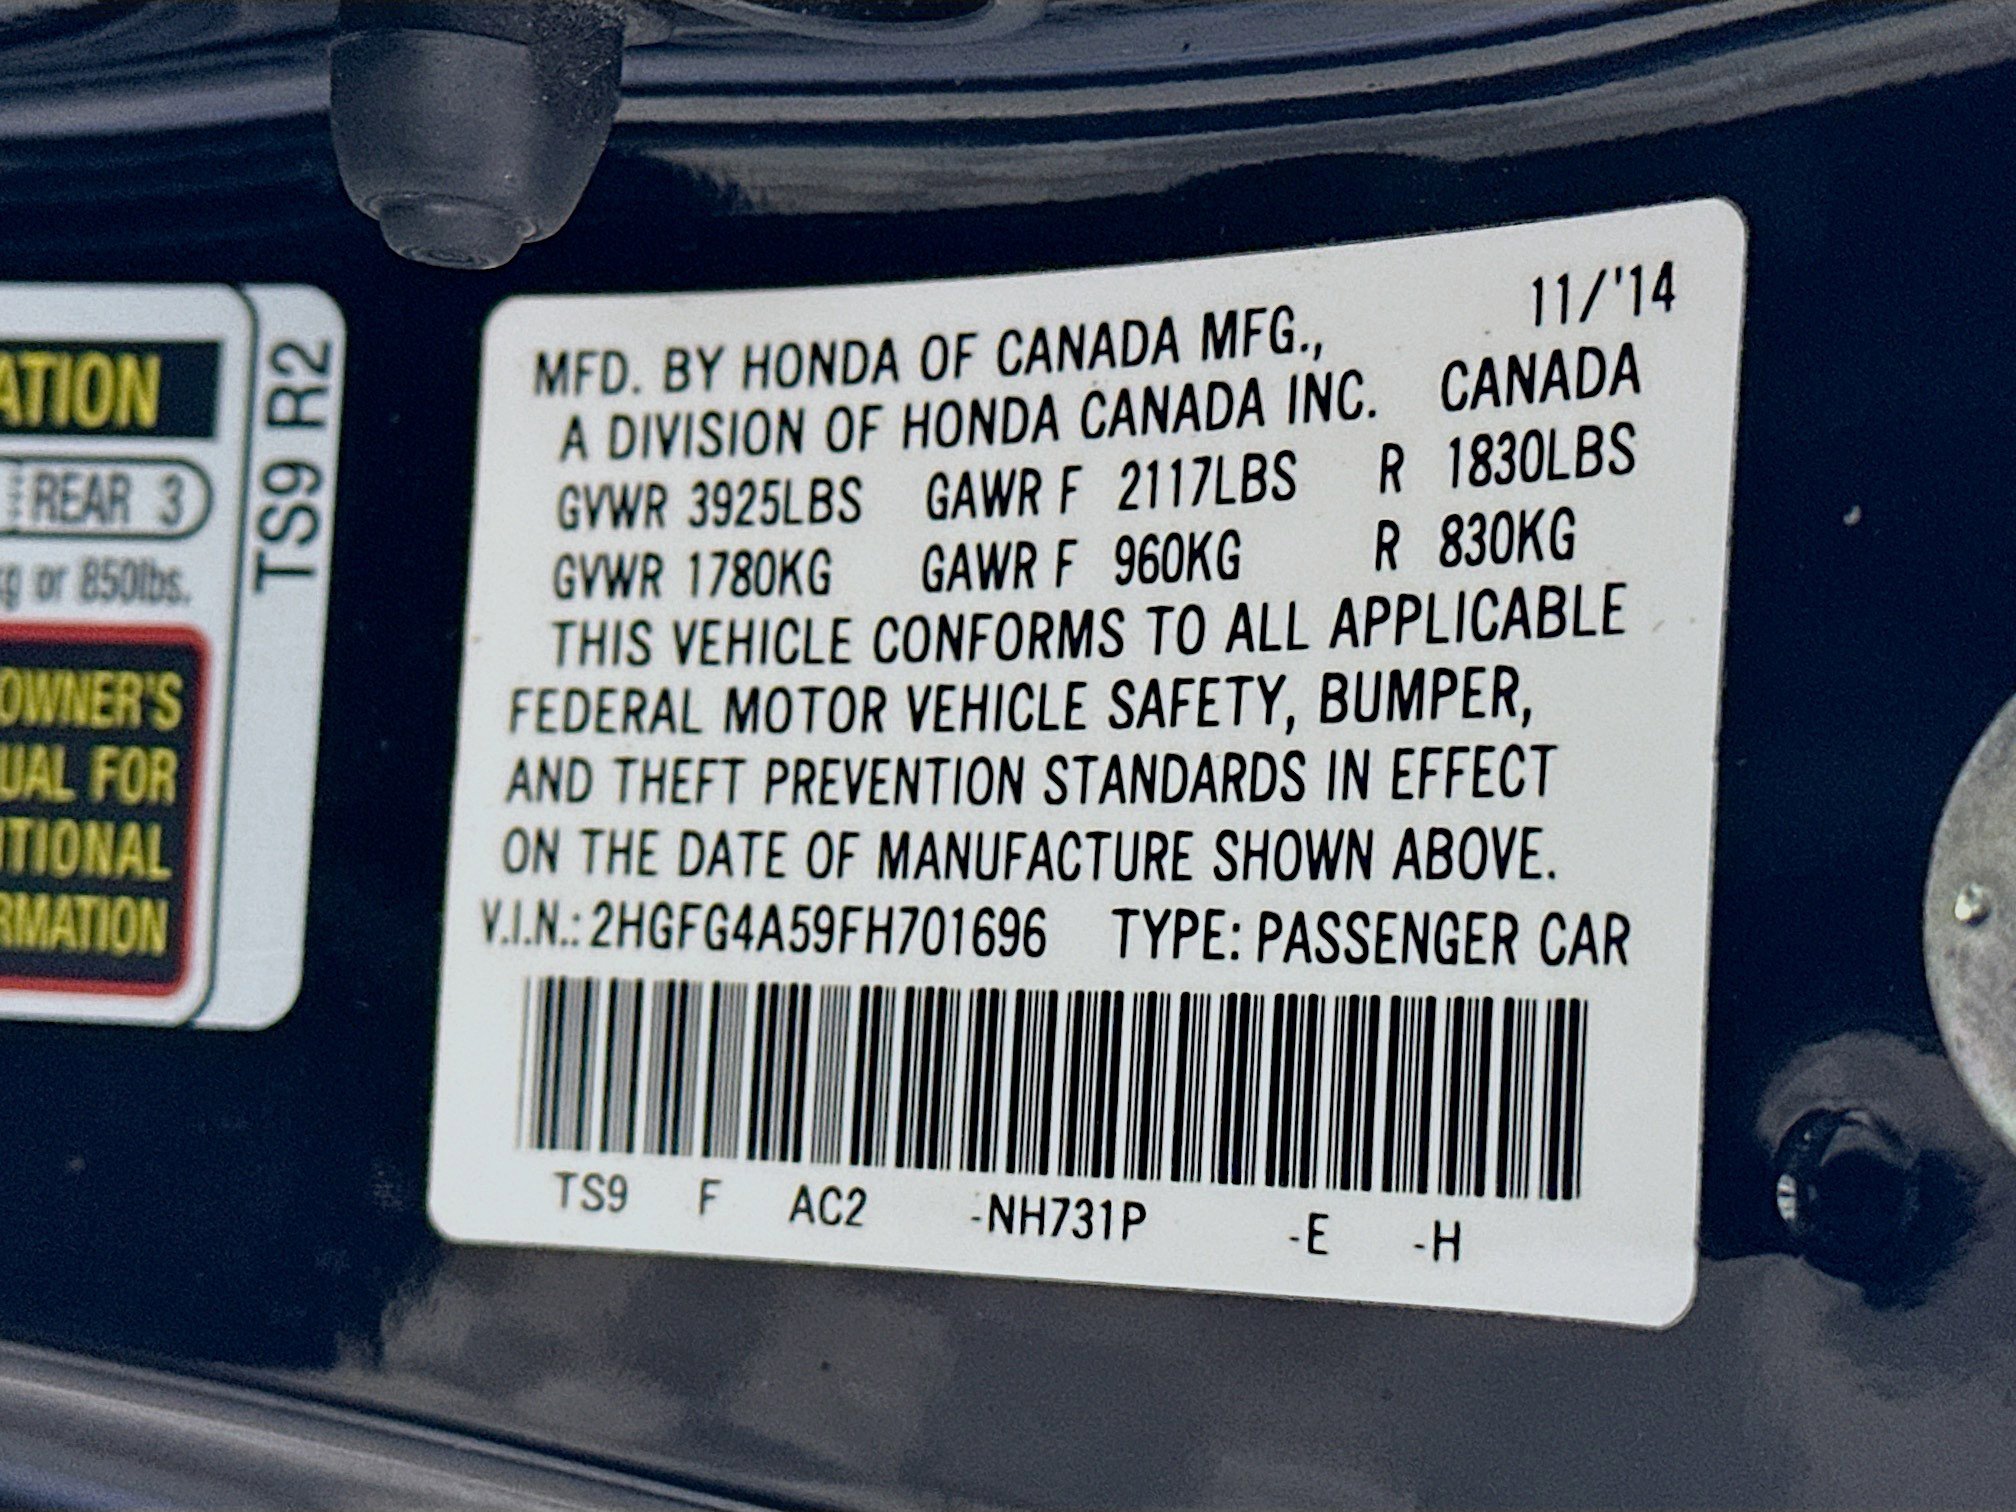 ATION
REAR 3
kg or 850lbs.
OWNER'S
UAL FOR
ITIONAL
RMATION
TS9 R2
11/'14
MFD. BY HONDA OF CANADA MFG.,
A DIVISION OF HONDA CANADA INC. CANADA
GVWR 3925LBS GAWR F 2117LBS R 1830LBS
GVWR 1780KG GAWR F 960KG R 830KG
THIS VEHICLE CONFORMS TO ALL APPLICABLE
FEDERAL MOTOR VEHICLE SAFETY, BUMPER,
AND THEFT PREVENTION STANDARDS IN EFFECT
ON THE DATE OF MANUFACTURE SHOWN ABOVE.
V.I.N.: 2HGFG4A59FH701696 TYPE: PASSENGER CAR
TS9 F AC2 -NH731P -E -H